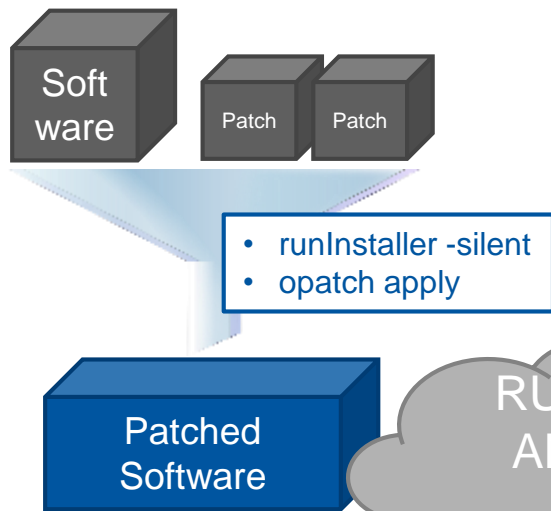 Soft
ware
Patch Patch
• runInstaller -silent
• opatch apply
Patched
Software